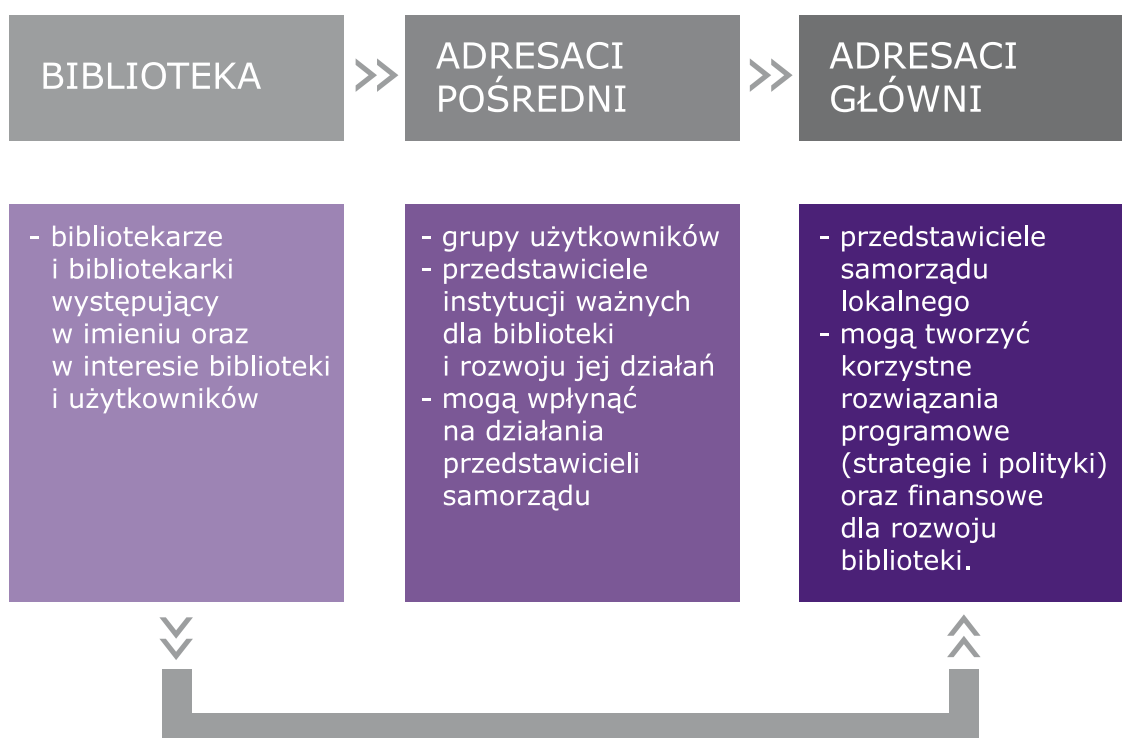 BIBLIOTEKA
ADRESACI
POŚREDNI
ADRESACI
GŁÓWNI
- bibliotekarze
i bibliotekarki
występujący
w imieniu oraz
w interesie biblioteki
i użytkowników
- grupy użytkowników
- przedstawiciele
instytucji ważnych
dla biblioteki
i rozwoju jej działań
- mogą wpłynąć
na działania
przedstawicieli
samorządu
- przedstawiciele
samorządu
lokalnego
- mogą tworzyć
korzystne
rozwiązania
programowe
(strategie i polityki)
oraz finansowe
dla rozwoju
biblioteki.